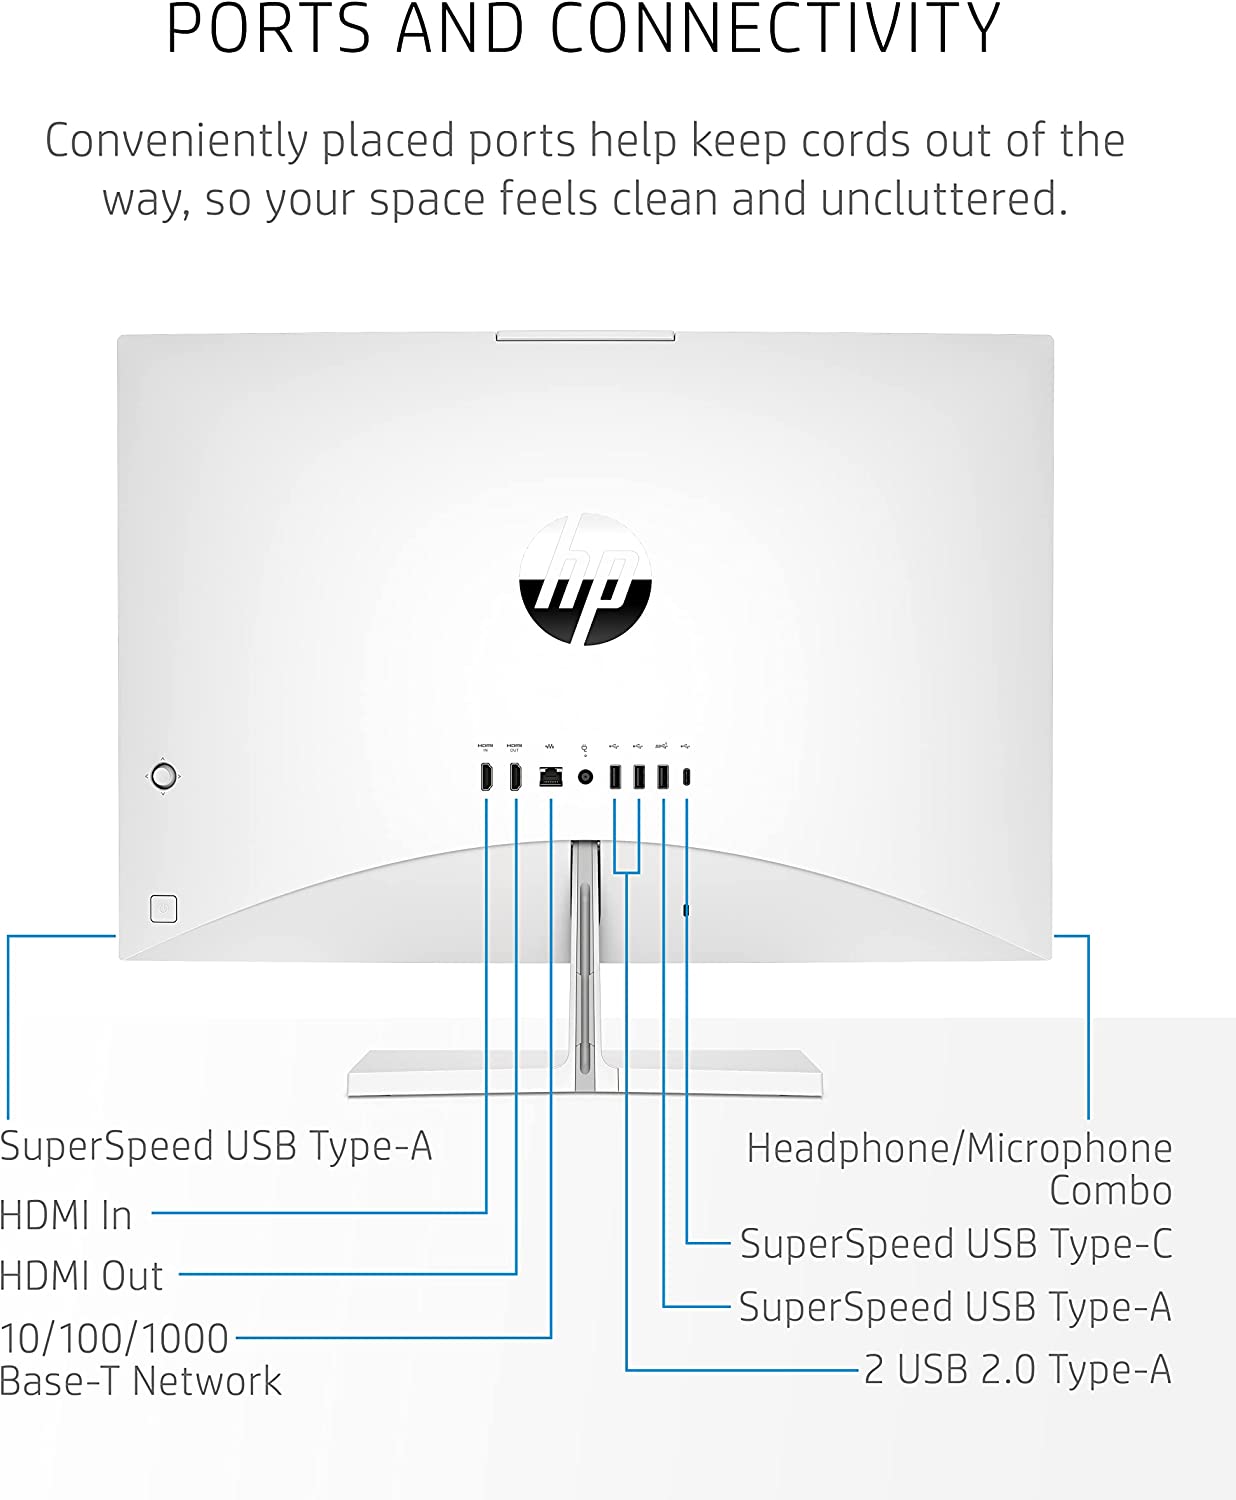 PORTS AND CONNECTIVITY
Conveniently placed ports help keep cords out of the
way, so your space feels clean and uncluttered.
hp
HDMI IN
HDMI OUT
SuperSpeed USB Type-A
HDMI In
HDMI Out
10/100/1000
Base-T Network
Headphone/Microphone
Combo
SuperSpeed USB Type-C
SuperSpeed USB Type-A
2 USB 2.0 Type-A